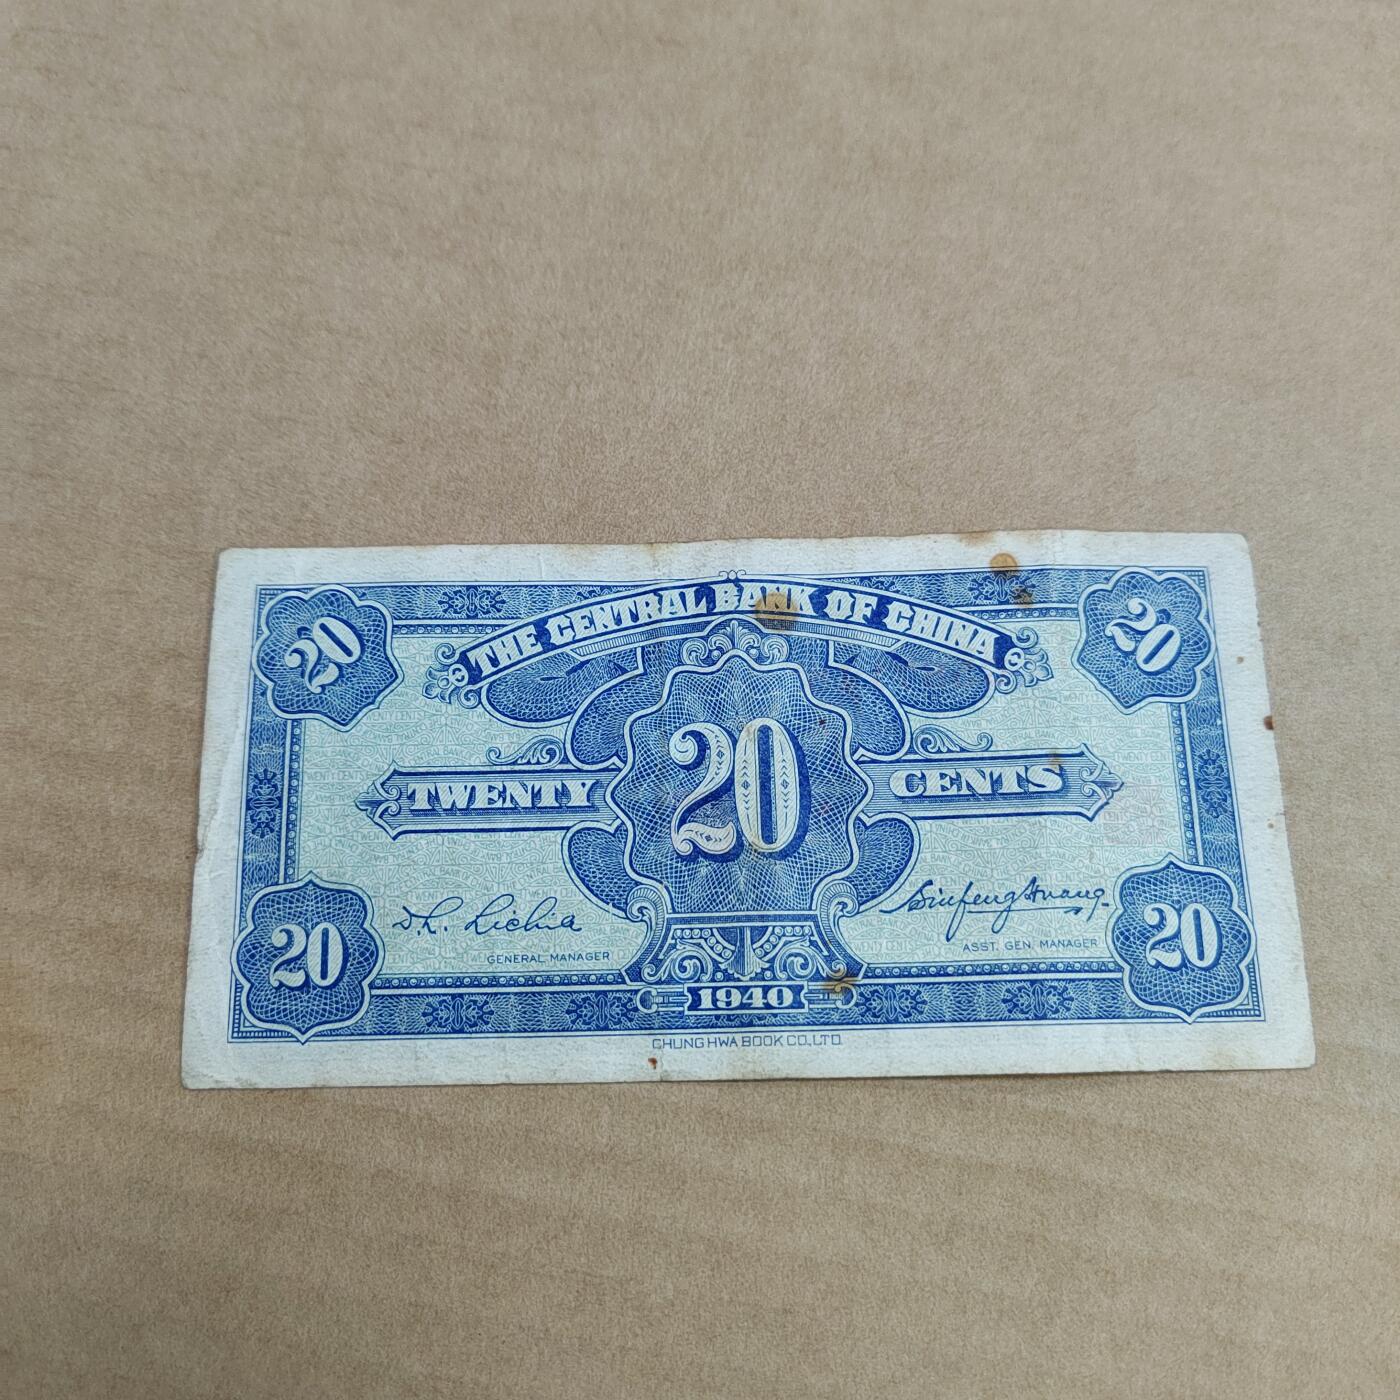 20 THE CENTRAL BANK OF CHINA 20
20
TWENTY CENTS
20 20
GENERAL MANAGER ASST. GEN. MANAGER
1940
CHUNG HWA BOOK CO., LTD.